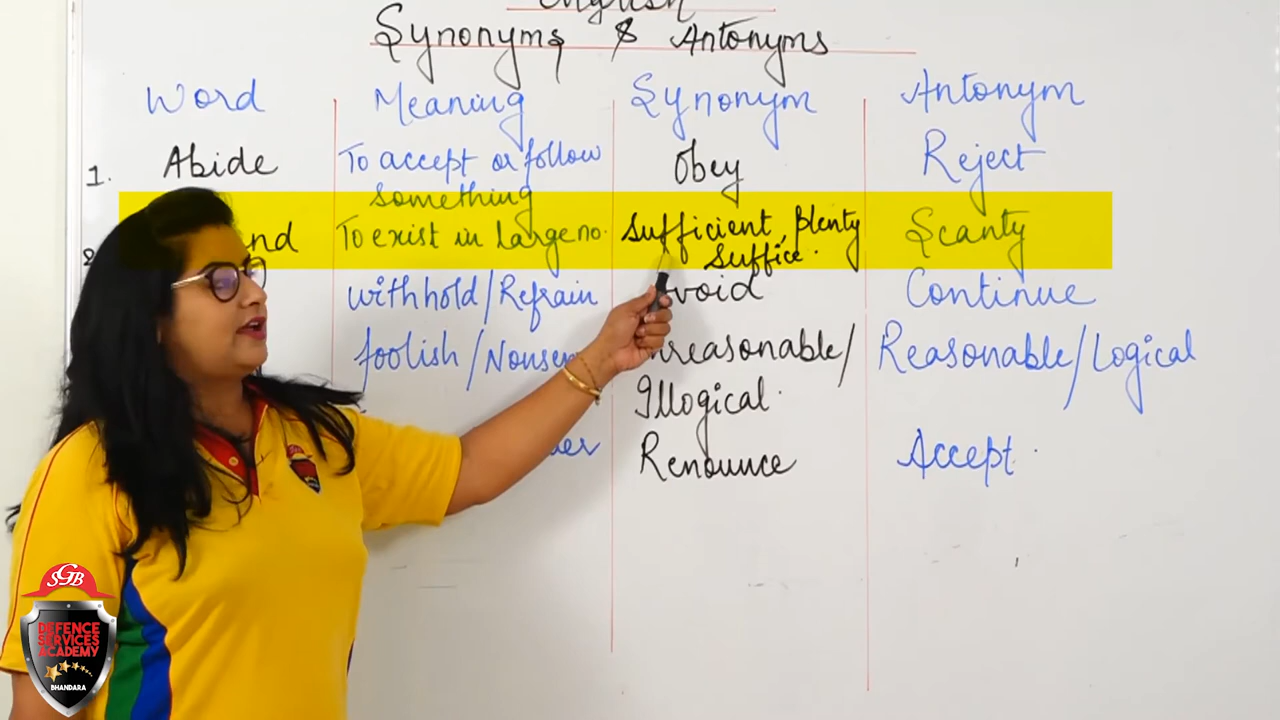 Synonyms & Antonyms
Word Meaning Synonym Antonym
1. Abide To accept or follow something Obey Reject
nd To exist in Large no. Sufficient, plenty Suffice. Scanty
withhold/Refrain void Continue
foolish/Nonsen nreasonable/ Illogical. Reasonable/Logical
er Renounce Accept.
SGB
DEFENCE
SERVICES
ACADEMY
BHANDARA